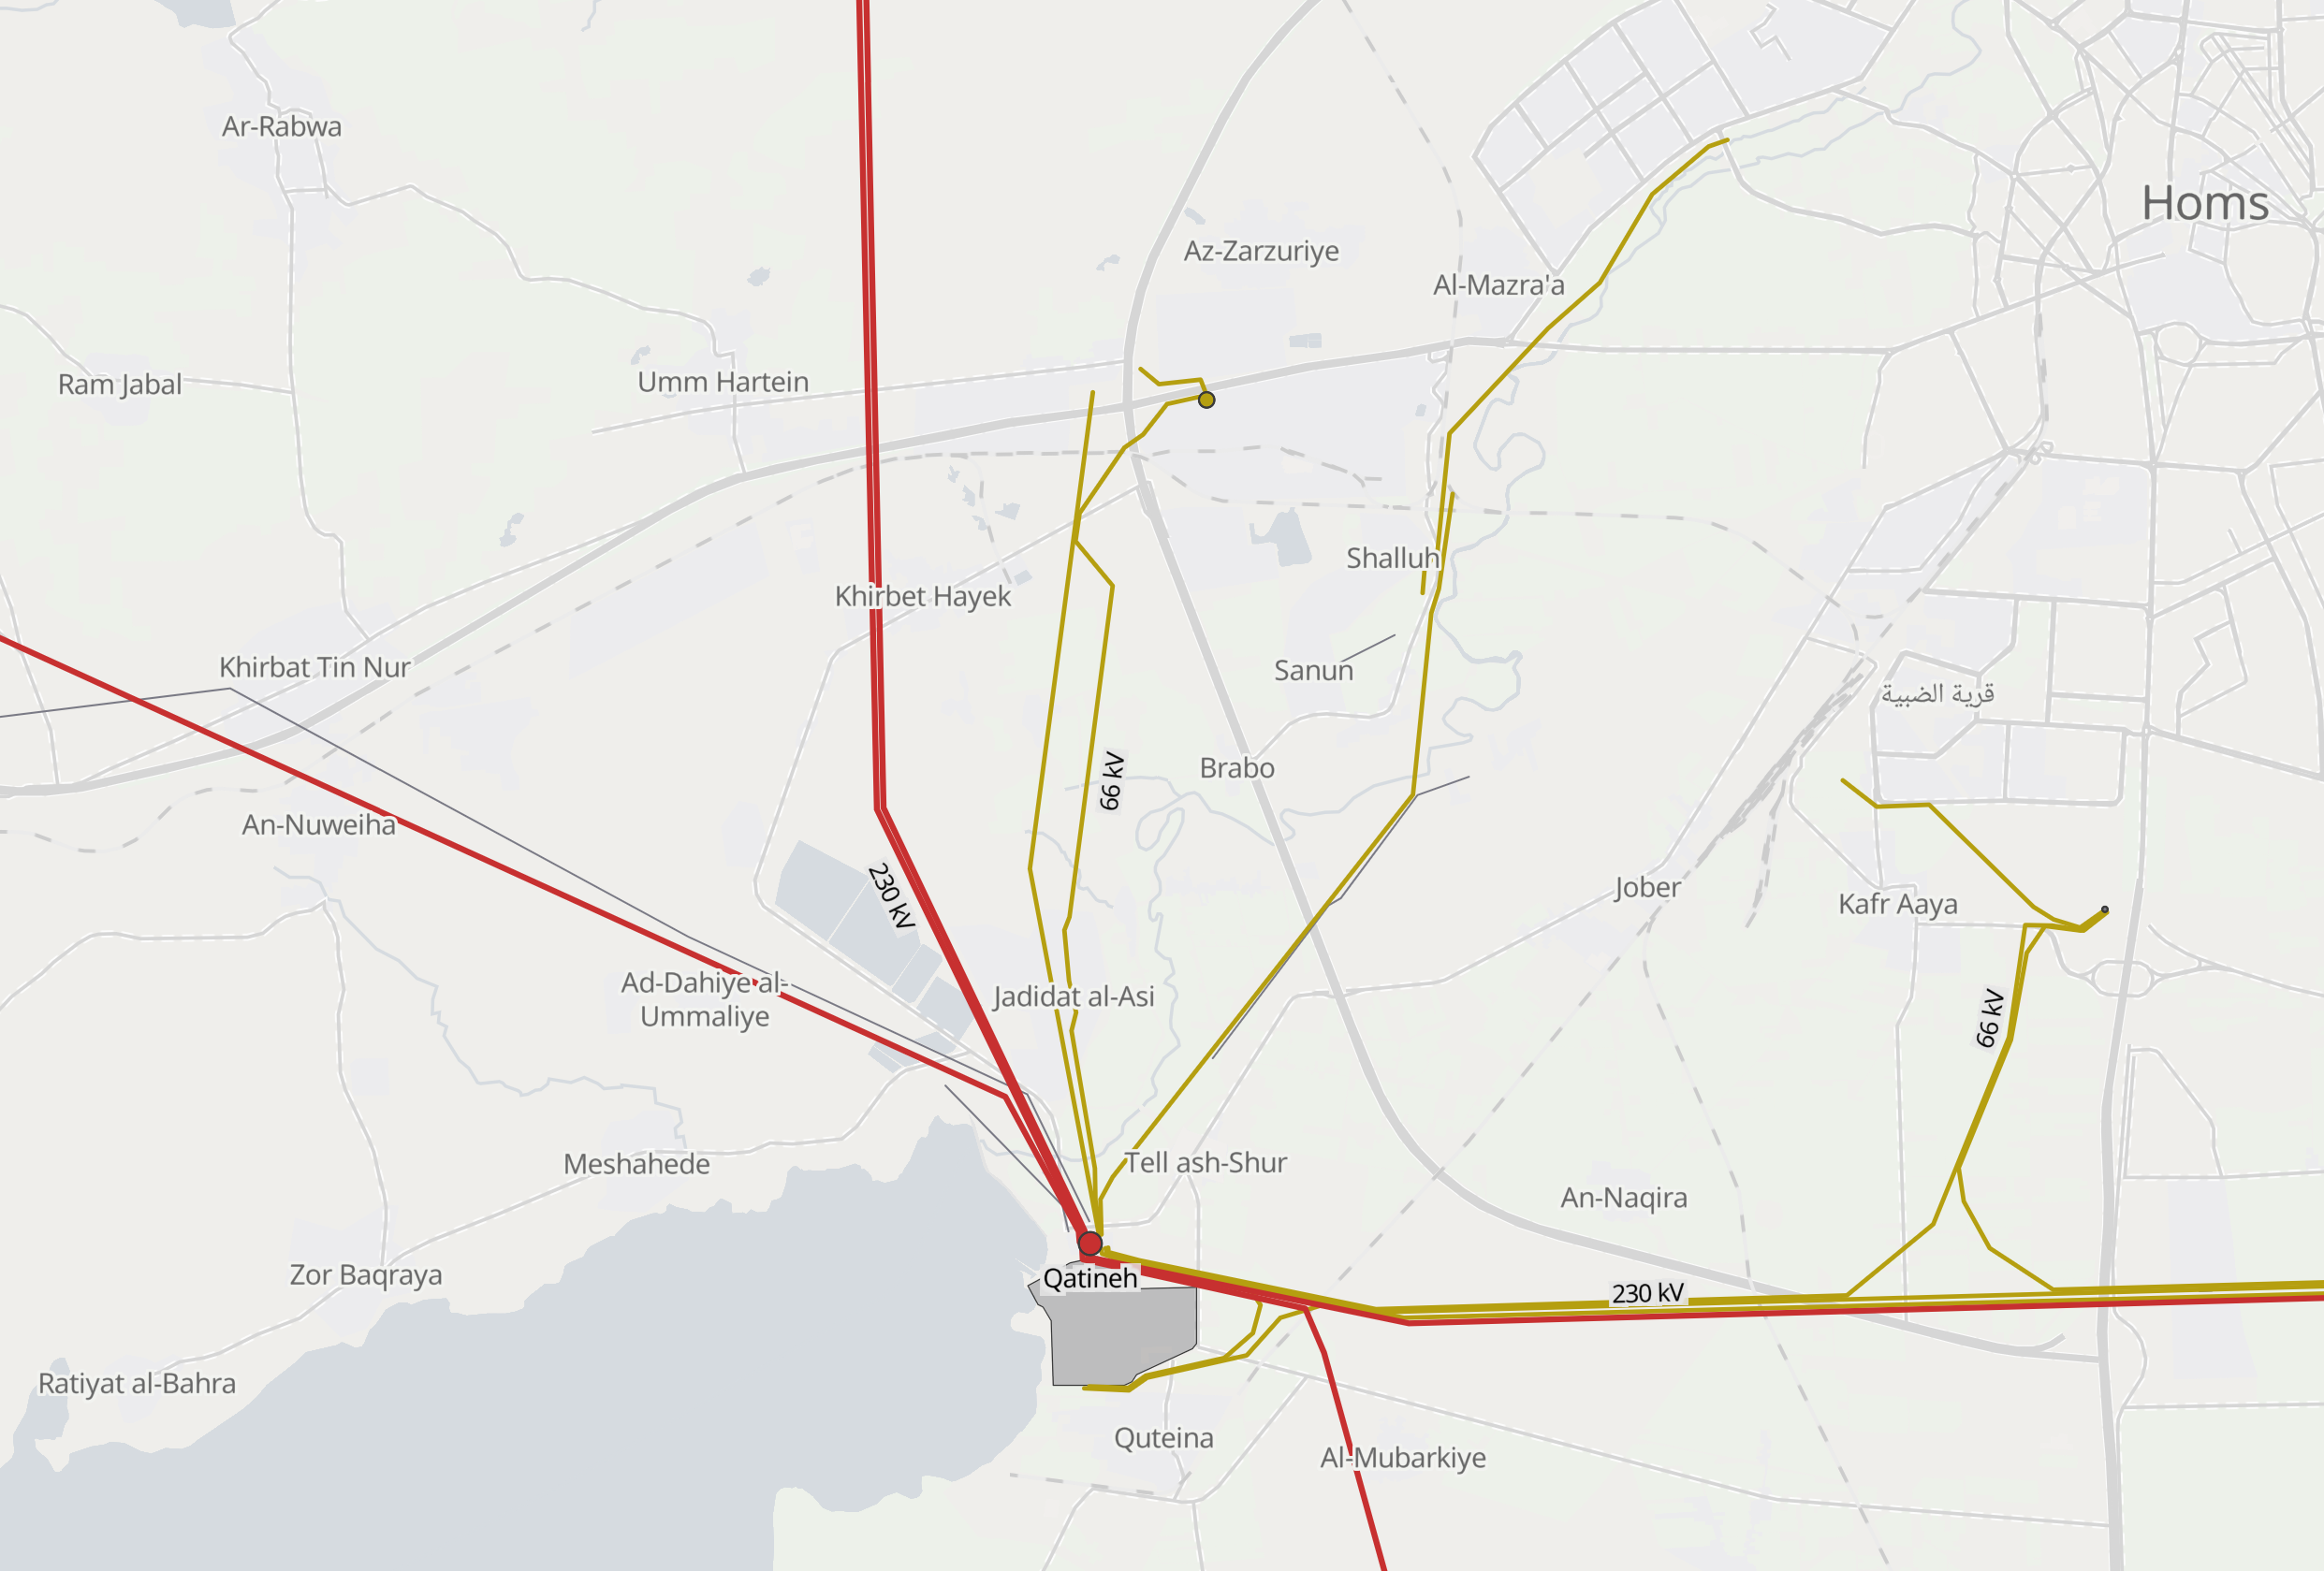 Ar-Rabwa
Homs
Az-Zarzuriye
Al-Mazra'a
Ram Jabal
Umm Hartein
Shalluh
Khirbet Hayek
Khirbat Tin Nur
Sanun
قرية الضبية
Brabo
66 kV
An-Nuweiha
230 kV
Jober
Kafr Aaya
Ad-Dahiye al-
Ummaliye
Jadidat al-Asi
66 kV
Meshahede
Tell ash-Shur
An-Naqira
Zor Baqraya
Qatineh
230 kV
Ratiyat al-Bahra
Quteina
Al-Mubarkiye